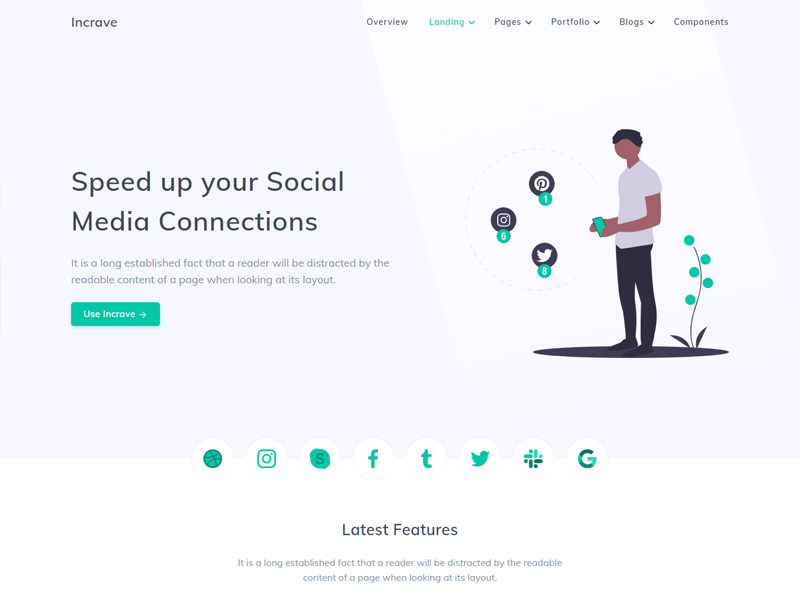 Incrave
Overview
Landing
Pages
Portfolio
Blogs
Components
Speed up your Social
Media Connections
It is a long established fact that a reader will be distracted by the
readable content of a page when looking at its layout.
Use Incrave →
1
6
8
Latest Features
It is a long established fact that a reader will be distracted by the readable
content of a page when looking at its layout.